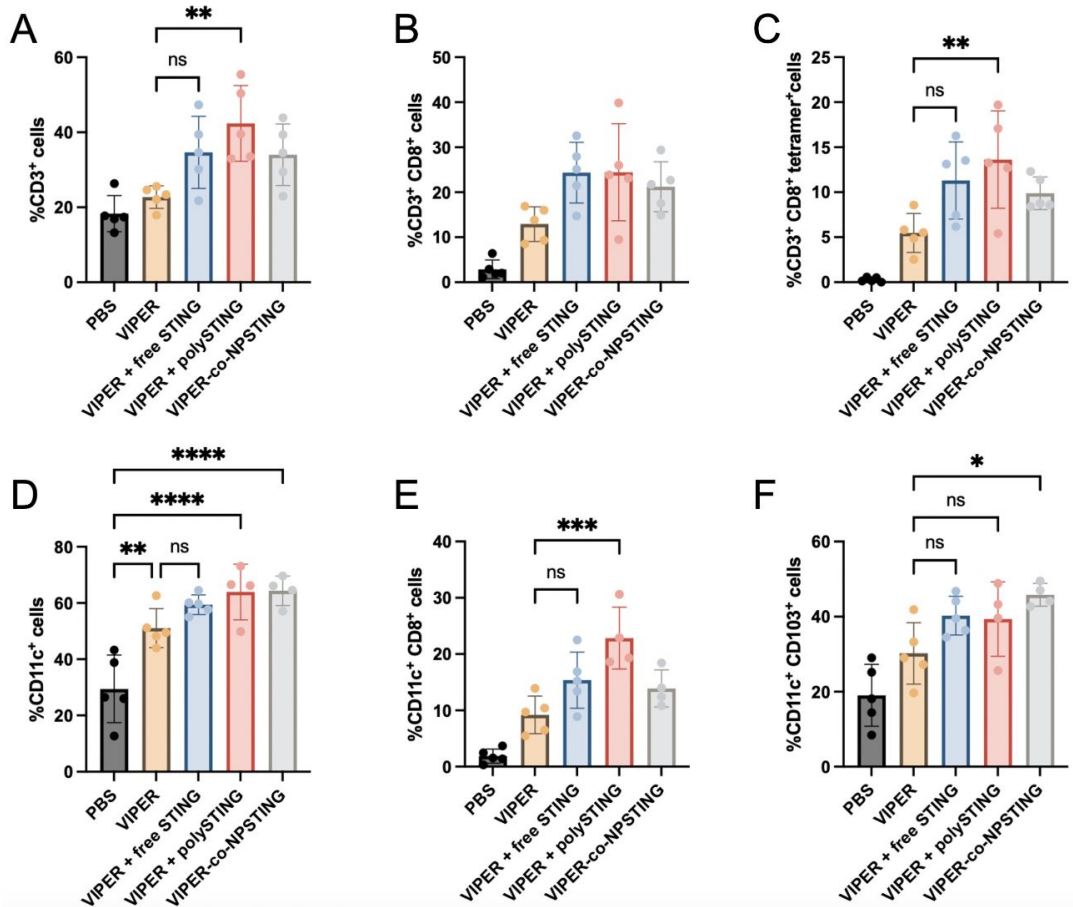 A
**
ns
60
40
20
0
%CD3⁺ cells
PBS
VIPER
VIPER + free STING
VIPER + polySTING
VIPER-co-NPSTING
B
50
40
30
20
10
0
%CD3⁺ CD8⁺ cells
PBS
VIPER
VIPER + free STING
VIPER + polySTING
VIPER-co-NPSTING
C
**
ns
25
20
15
10
5
0
%CD3⁺ CD8⁺ tetramer⁺cells
PBS
VIPER
VIPER + free STING
VIPER + polySTING
VIPER-co-NPSTING
D
****
****
** ns
80
60
40
20
0
%CD11c⁺ cells
PBS
VIPER
VIPER + free STING
VIPER + polySTING
VIPER-co-NPSTING
E
***
ns
40
30
20
10
0
%CD11c⁺ CD8⁺ cells
PBS
VIPER
VIPER + free STING
VIPER + polySTING
VIPER-co-NPSTING
F
*
ns
ns
60
40
20
0
%CD11c⁺ CD103⁺ cells
PBS
VIPER
VIPER + free STING
VIPER + polySTING
VIPER-co-NPSTING